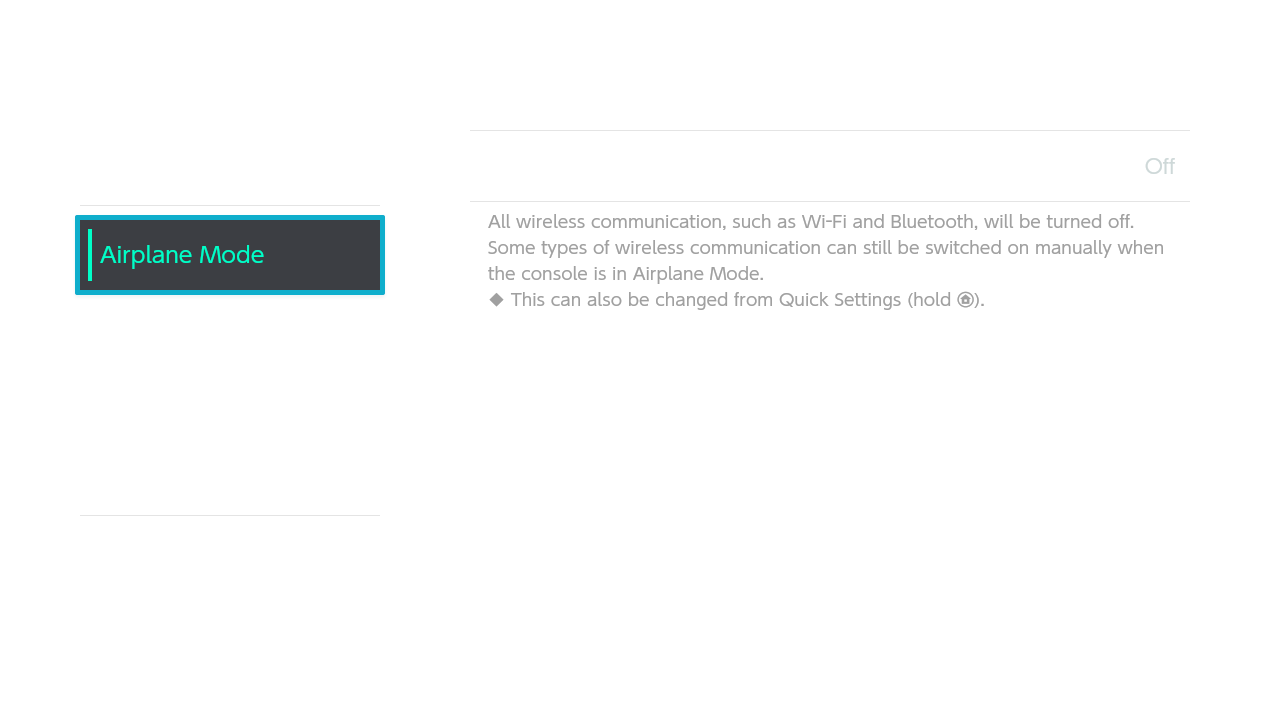 Airplane Mode
Off
All wireless communication, such as Wi-Fi and Bluetooth, will be turned off.
Some types of wireless communication can still be switched on manually when
the console is in Airplane Mode.
◆ This can also be changed from Quick Settings (hold ).